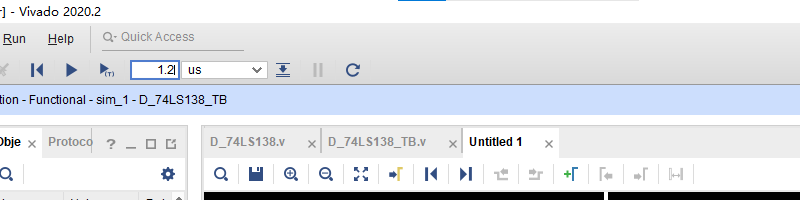 r] - Vivado 2020.2
Run Help Quick Access
1.2 us
tion - Functional - sim_1 - D_74LS138_TB
Obje Protoco ? D_74LS138.v D_74LS138_TB.v Untitled 1